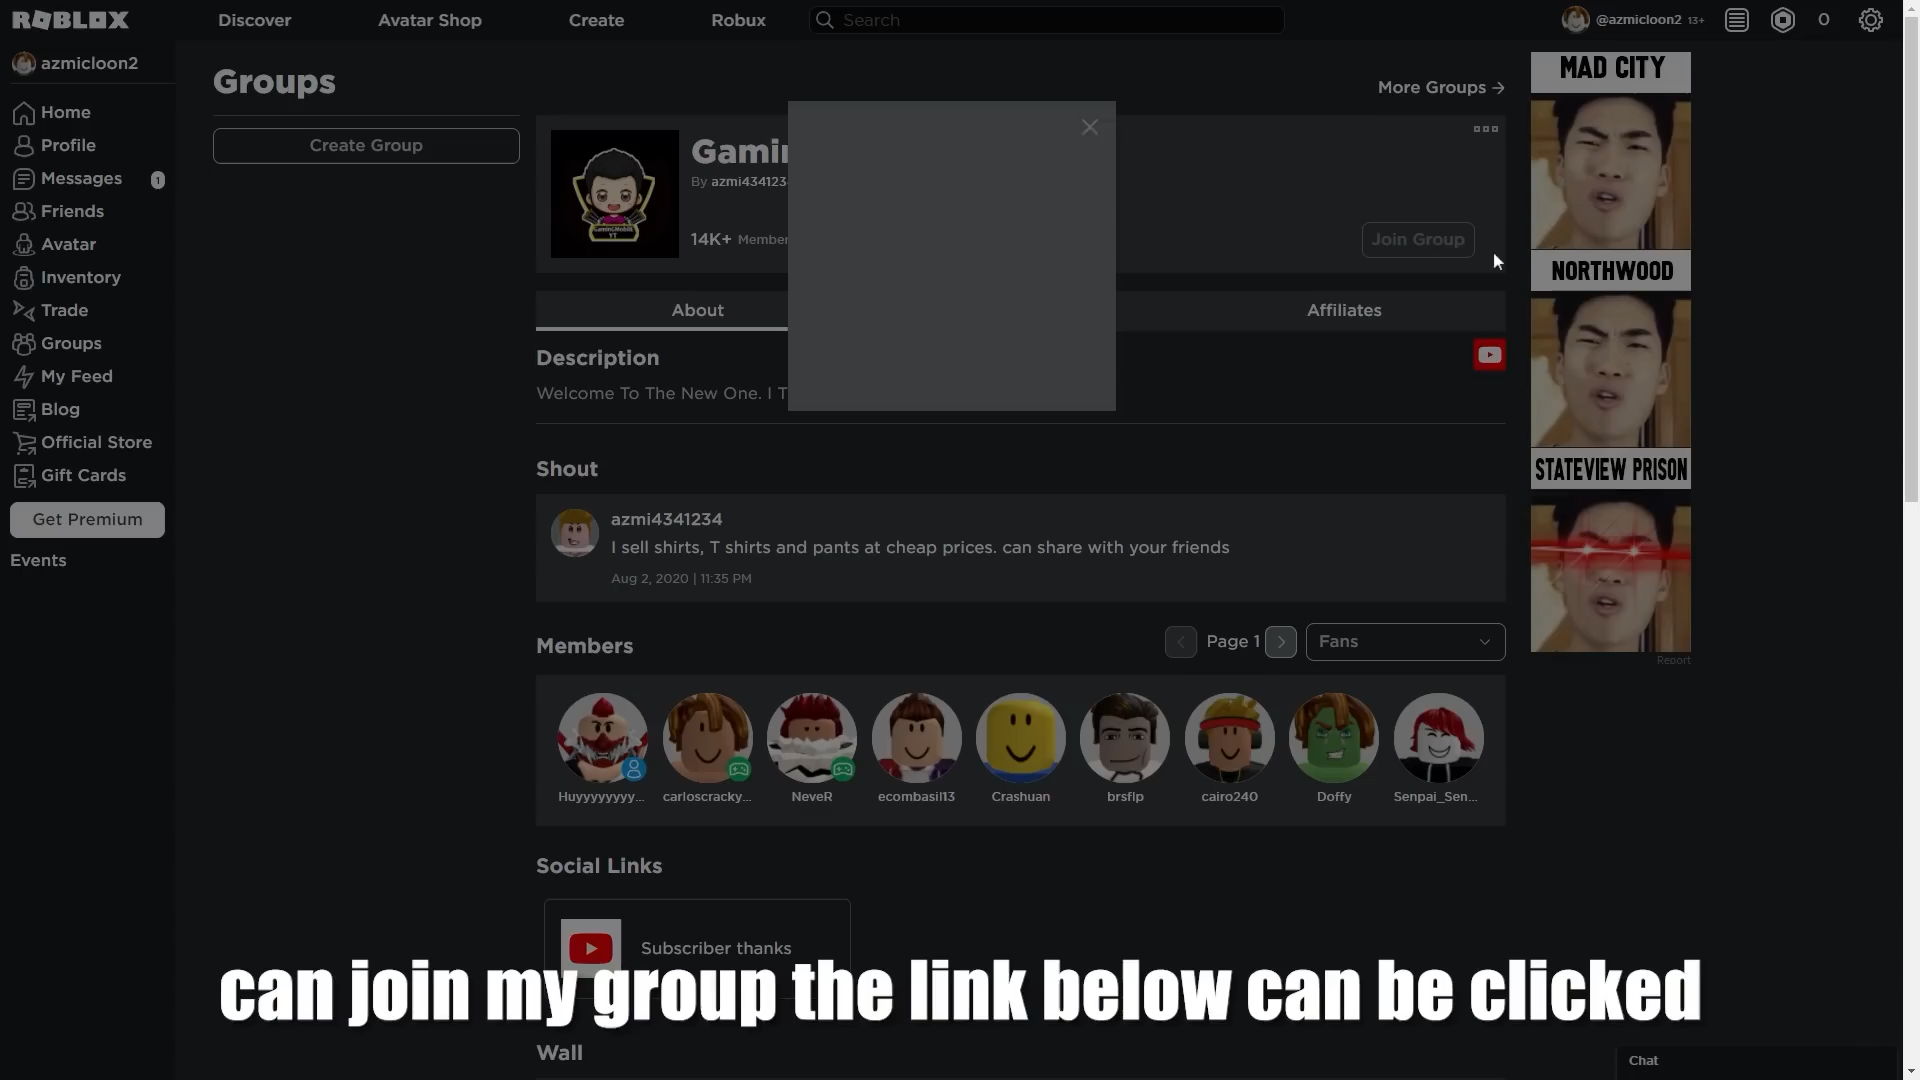 ROBLOX
Discover
Avatar Shop
Create
Robux
Search
@azmicloon2 13+
0
azmicloon2
Home
Profile
Messages 1
Friends
Avatar
Inventory
Trade
Groups
My Feed
Blog
Official Store
Gift Cards
Get Premium
Events
Groups
More Groups
Create Group
By azmi434123
14K+ Member
Join Group
About
Affiliates
Description
Welcome To The New One. I T
Shout
azmi4341234
I sell shirts, T shirts and pants at cheap prices. can share with your friends
Aug 2, 2020 | 11:35 PM
Members
Page 1
Fans
Huyyyyyyyy...
carloscracky...
NeveR
ecombasil13
Crashuan
brsflp
cairo240
Doffy
Senpai_Sen...
Social Links
Subscriber thanks
can join my group the link below can be clicked
Wall
MAD CITY
NORTHWOOD
STATEVIEW PRISON
Report
Chat